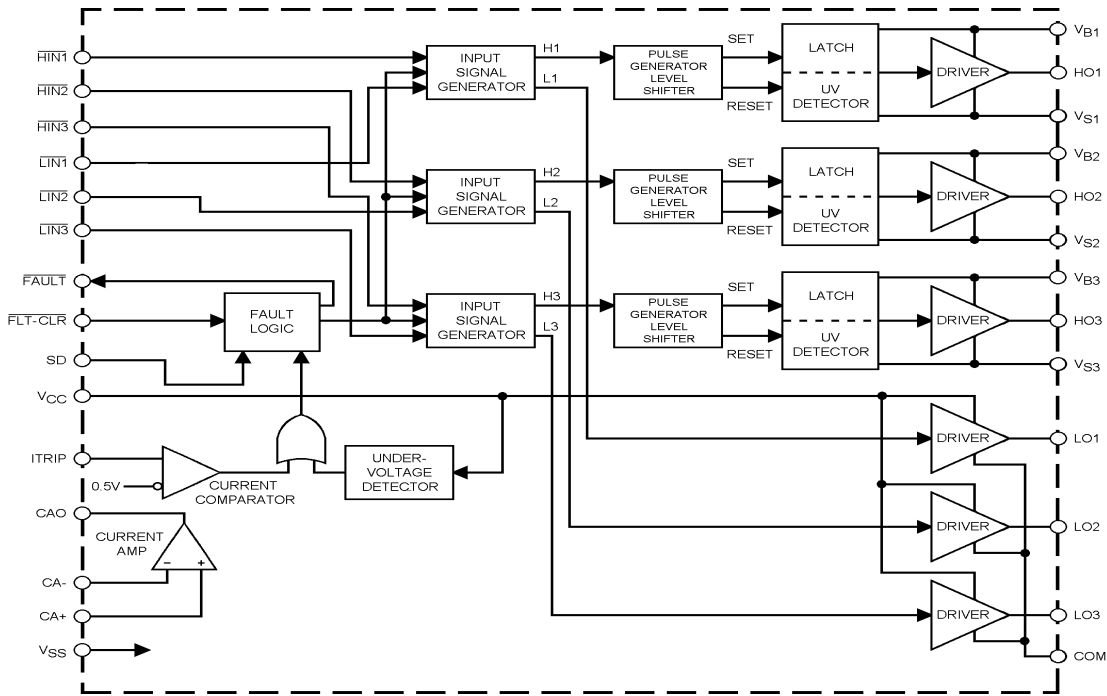 HIN1
HIN2
HIN3
LIN1
LIN2
LIN3
FAULT
FLT-CLR
SD
VCC
ITRIP
0.5V
CAO
CA-
CA+
VSS
INPUT
SIGNAL
GENERATOR
H1
L1
PULSE
GENERATOR
LEVEL
SHIFTER
SET
RESET
LATCH
UV
DETECTOR
DRIVER
VB1
HO1
VS1
INPUT
SIGNAL
GENERATOR
H2
L2
PULSE
GENERATOR
LEVEL
SHIFTER
SET
RESET
LATCH
UV
DETECTOR
DRIVER
VB2
HO2
VS2
FAULT
LOGIC
INPUT
SIGNAL
GENERATOR
H3
L3
PULSE
GENERATOR
LEVEL
SHIFTER
SET
RESET
LATCH
UV
DETECTOR
DRIVER
VB3
HO3
VS3
CURRENT
COMPARATOR
UNDER-
VOLTAGE
DETECTOR
CURRENT
AMP
-
+
DRIVER
LO1
DRIVER
LO2
DRIVER
LO3
COM